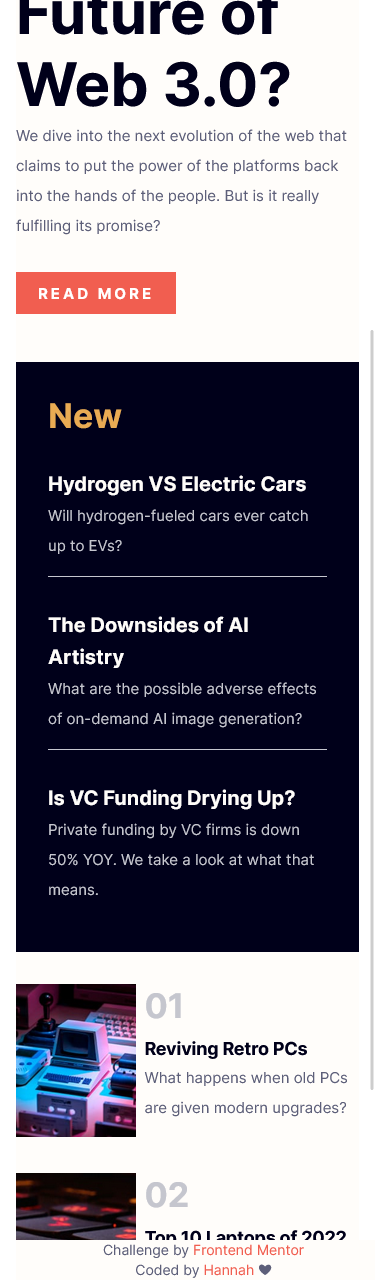 Future of
Web 3.0?
We dive into the next evolution of the web that
claims to put the power of the platforms back
into the hands of the people. But is it really
fulfilling its promise?
READ MORE
New
Hydrogen VS Electric Cars
Will hydrogen-fueled cars ever catch
up to EVs?
The Downsides of AI
Artistry
What are the possible adverse effects
of on-demand AI image generation?
Is VC Funding Drying Up?
Private funding by VC firms is down
50% YOY. We take a look at what that
means.
01
Reviving Retro PCs
What happens when old PCs
are given modern upgrades?
02
Top 10 Laptops of 2022
Challenge by Frontend Mentor
Coded by Hannah ♥